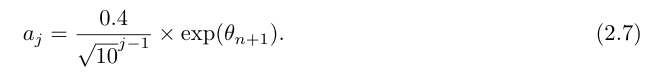 $a_j = \frac{0.4}{\sqrt{10}^{j-1}} \times \exp(\theta_{n+1}).$ (2.7)